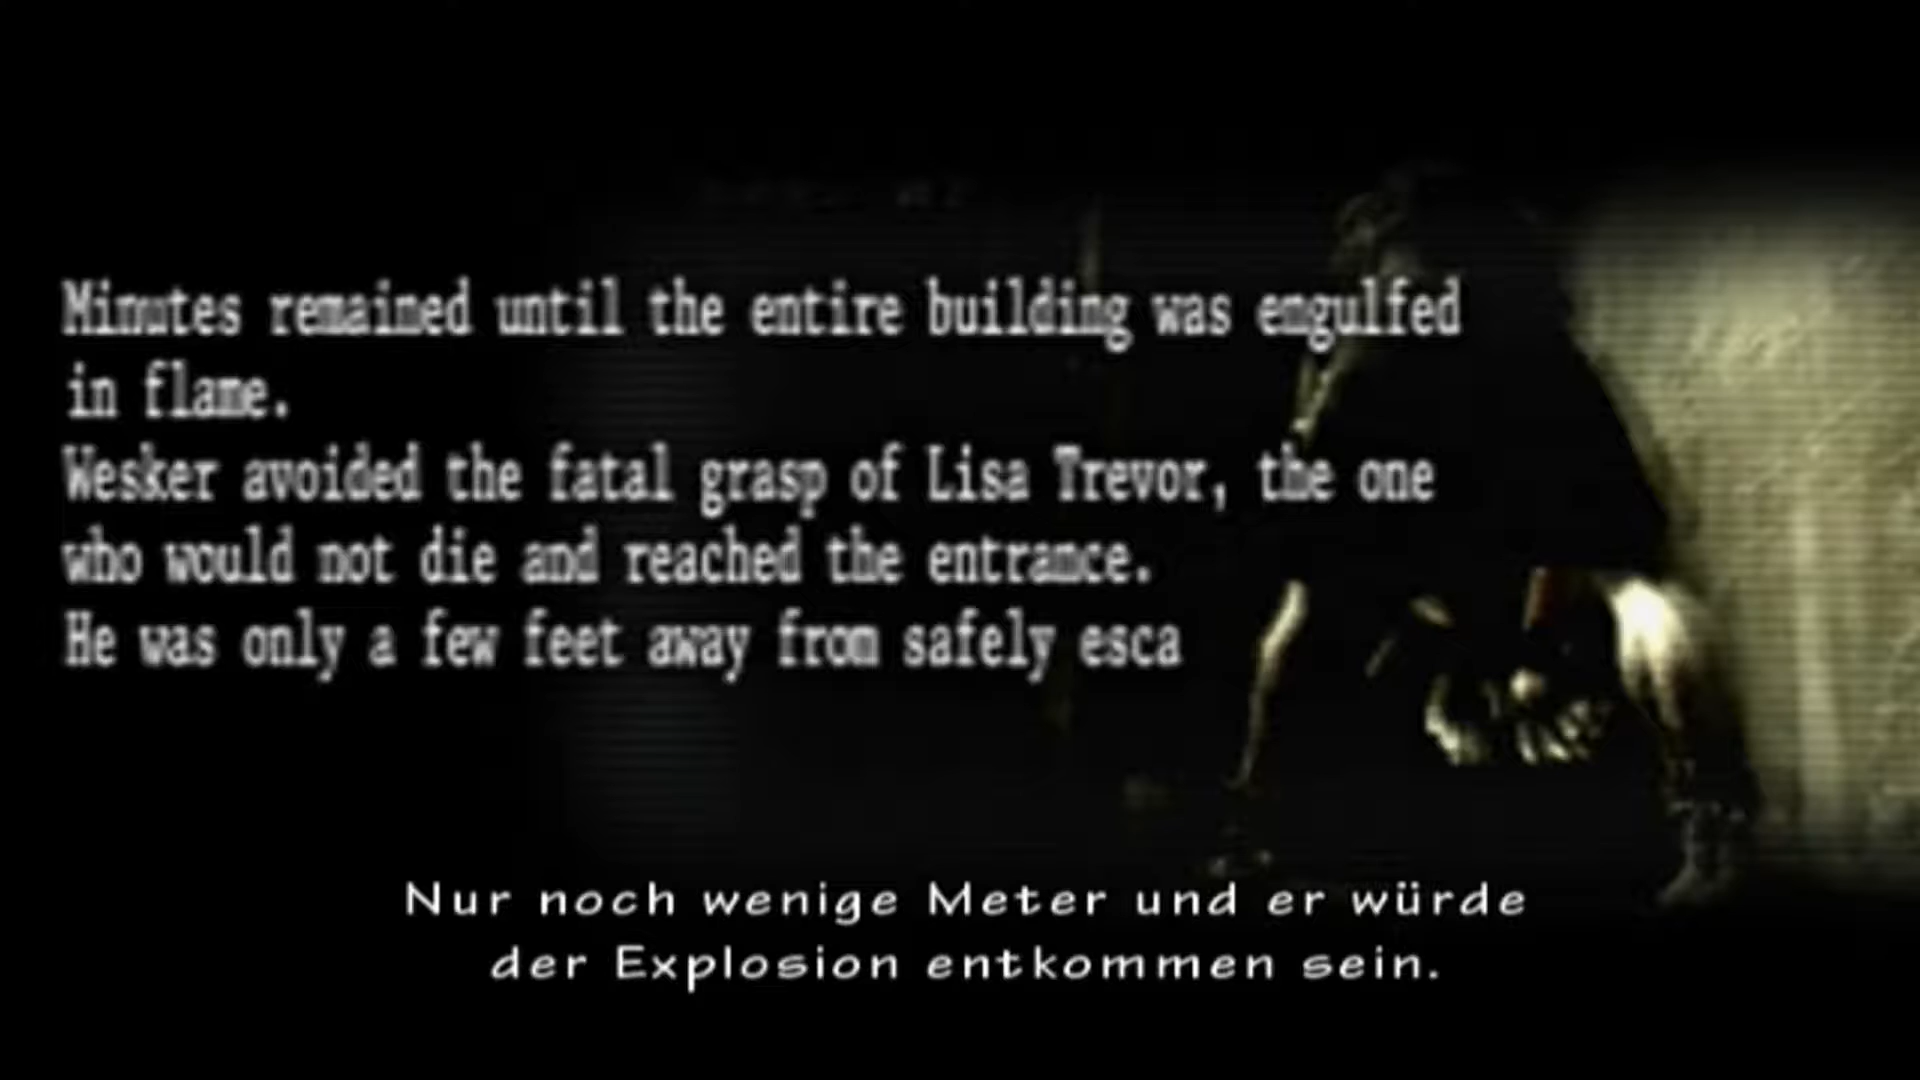 Minutes remained until the entire building was engulfed
in flame.
Wesker avoided the fatal grasp of Lisa Trevor, the one
who would not die and reached the entrance.
He was only a few feet away from safely esca
Nur noch wenige Meter und er würde
der Explosion entkommen sein.